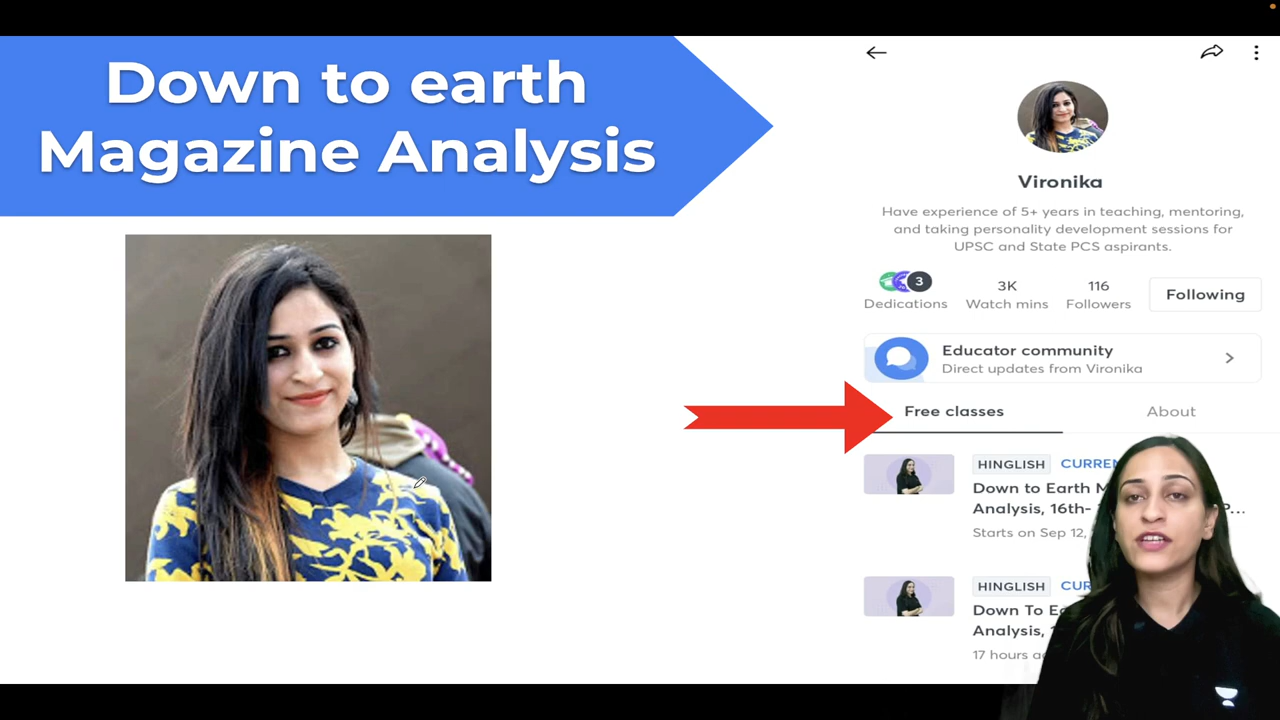 Down to earth
Magazine Analysis
Vironika
Have experience of 5+ years in teaching, mentoring,
and taking personality development sessions for
UPSC and State PCS aspirants.
3
Dedications
3K
Watch mins
116
Followers
Following
Educator community
Direct updates from Vironika
Free classes
About
HINGLISH
Down to Earth
Analysis, 16th-
Starts on Sep 12,
HINGLISH
Down To
Analysis,
17 hours